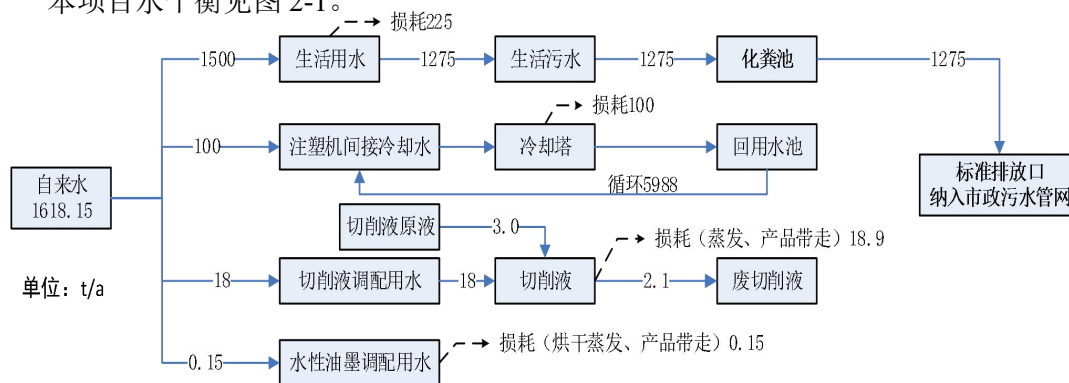 本项目水平衡见图 2-1。
损耗225
1500
生活用水
1275
生活污水
1275
化粪池
1275
损耗100
100
注塑机间接冷却水
冷却塔
回用水池
循环5988
自来水
1618.15
标准排放口
纳入市政污水管网
切削液原液
3.0
损耗（蒸发、产品带走）18.9
单位：t/a
18
切削液调配用水
18
切削液
2.1
废切削液
0.15
水性油墨调配用水
损耗（烘干蒸发、产品带走）0.15